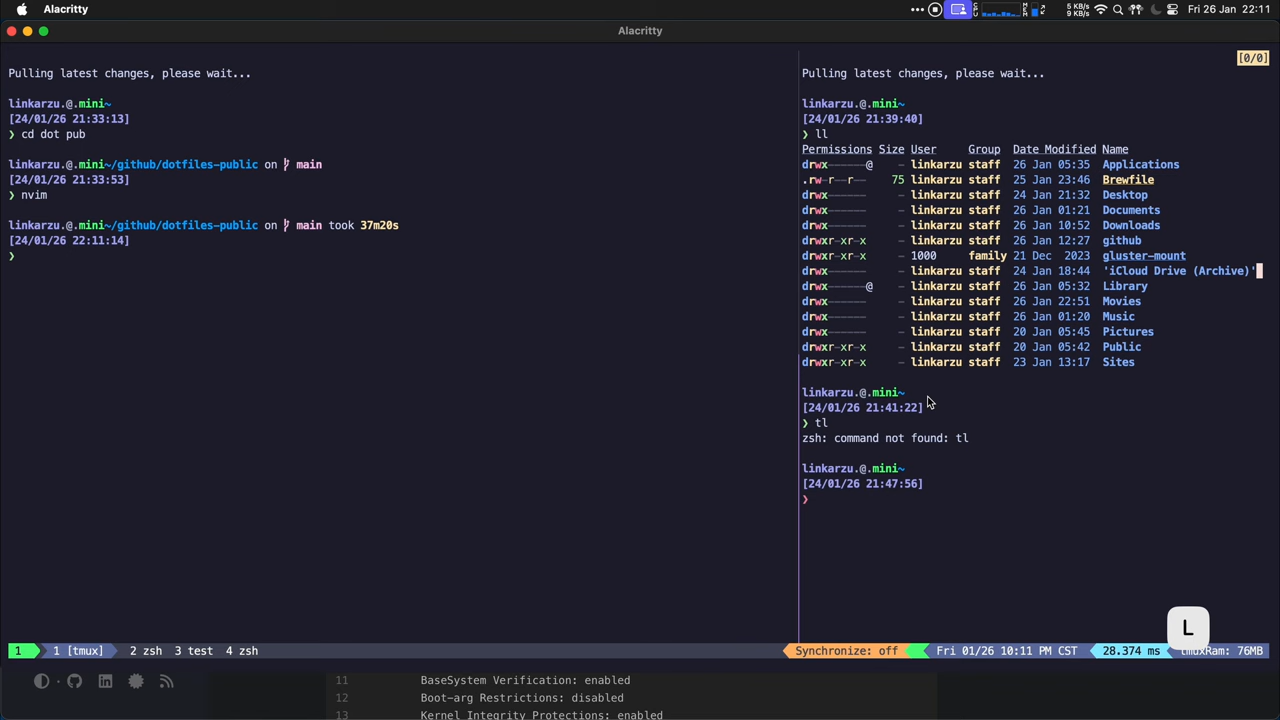 Alacritty
5 KB/s
9 KB/s
Fri 26 Jan 22:11
Alacritty
Pulling latest changes, please wait...
linkarzu.@.mini~
[24/01/26 21:33:13]
❯ cd dot pub
linkarzu.@.mini~/github/dotfiles-public on main
[24/01/26 21:33:53]
❯ nvim
linkarzu.@.mini~/github/dotfiles-public on main took 37m20s
[24/01/26 22:11:14]
❯
[0/0]
Pulling latest changes, please wait...
linkarzu.@.mini~
[24/01/26 21:39:40]
❯ ll
Permissions Size User Group Date Modified Name
drwx------@ - linkarzu staff 26 Jan 05:35 Applications
.rw-r--r-- 75 linkarzu staff 25 Jan 23:46 Brewfile
drwx------ - linkarzu staff 24 Jan 21:32 Desktop
drwx------ - linkarzu staff 26 Jan 01:21 Documents
drwx------ - linkarzu staff 26 Jan 10:52 Downloads
drwxr-xr-x - linkarzu staff 26 Jan 12:27 github
drwxr-xr-x - 1000 family 21 Dec 2023 gluster-mount
drwx------ - linkarzu staff 24 Jan 18:44 'iCloud Drive (Archive)'
drwx------@ - linkarzu staff 26 Jan 05:32 Library
drwx------ - linkarzu staff 26 Jan 22:51 Movies
drwx------ - linkarzu staff 26 Jan 01:20 Music
drwx------ - linkarzu staff 20 Jan 05:45 Pictures
drwxr-xr-x - linkarzu staff 20 Jan 05:42 Public
drwxr-xr-x - linkarzu staff 23 Jan 13:17 Sites
linkarzu.@.mini~
[24/01/26 21:41:22]
❯ tl
zsh: command not found: tl
linkarzu.@.mini~
[24/01/26 21:47:56]
❯
L
1 1 [tmux] 2 zsh 3 test 4 zsh
Synchronize: off Fri 01/26 10:11 PM CST 28.374 ms tmuxRam: 76MB
11 BaseSystem Verification: enabled
12 Boot-arg Restrictions: disabled
13 Kernel Integrity Protections: enabled